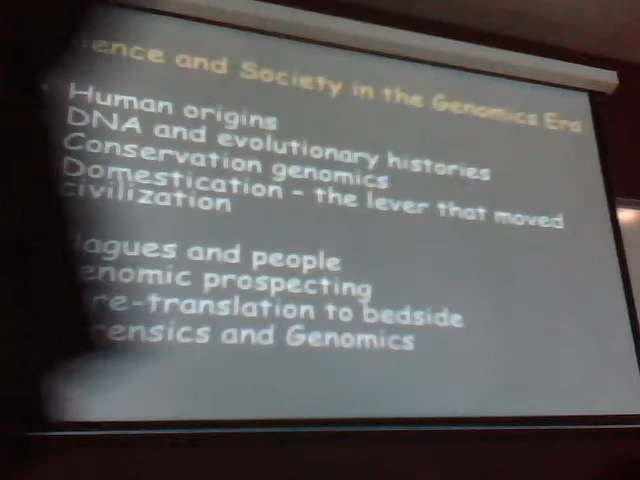 ience and Society in the Genomics Era
Human origins
DNA and evolutionary histories
Conservation genomics
Domestication - the lever that moved
civilization
lagues and people
enomic prospecting
re-translation to bedside
rensics and Genomics